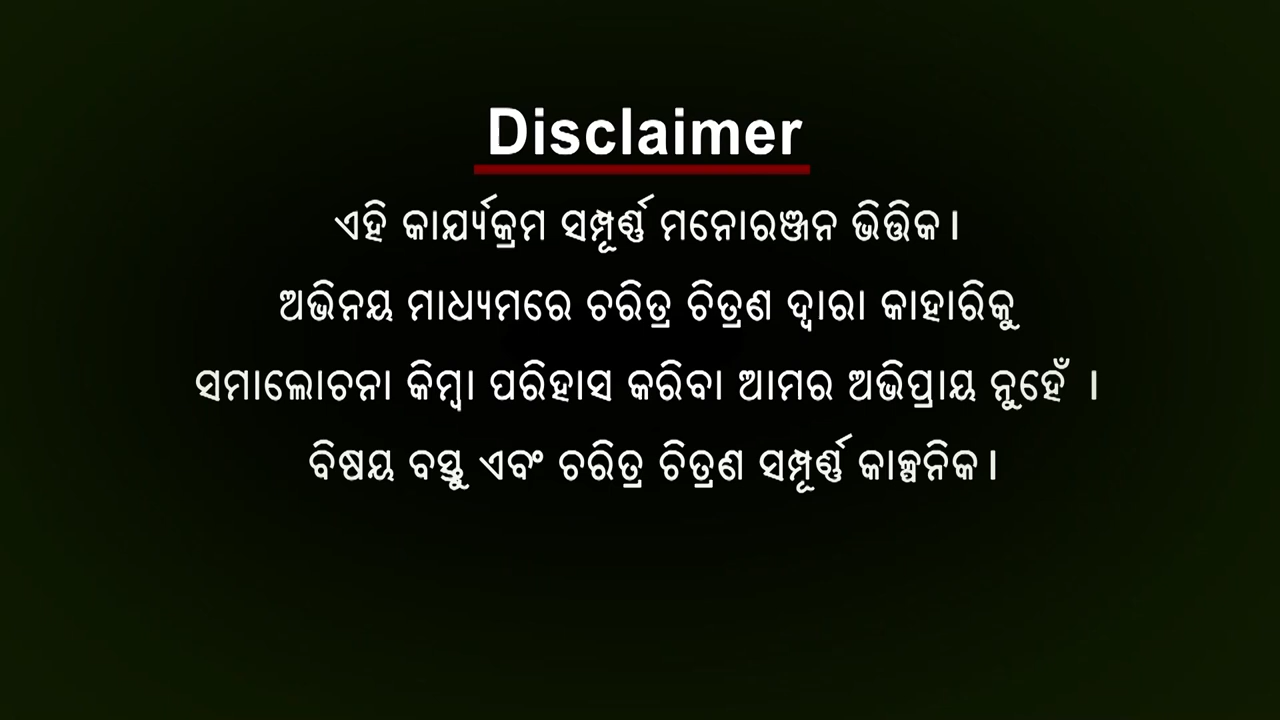 Disclaimer
ଏହି କାର୍ଯ୍ୟକ୍ରମ ସମ୍ପୂର୍ଣ୍ଣ ମନୋରଞ୍ଜନ ଭିତ୍ତିକ।
ଅଭିନୟ ମାଧ୍ୟମରେ ଚରିତ୍ର ଚିତ୍ରଣ ଦ୍ୱାରା କାହାରିକୁ
ସମାଲୋଚନା କିମ୍ବା ପରିହାସ କରିବା ଆମର ଅଭିପ୍ରାୟ ନୁହେଁ ।
ବିଷୟ ବସ୍ତୁ ଏବଂ ଚରିତ୍ର ଚିତ୍ରଣ ସମ୍ପୂର୍ଣ୍ଣ କାଳ୍ପନିକ।